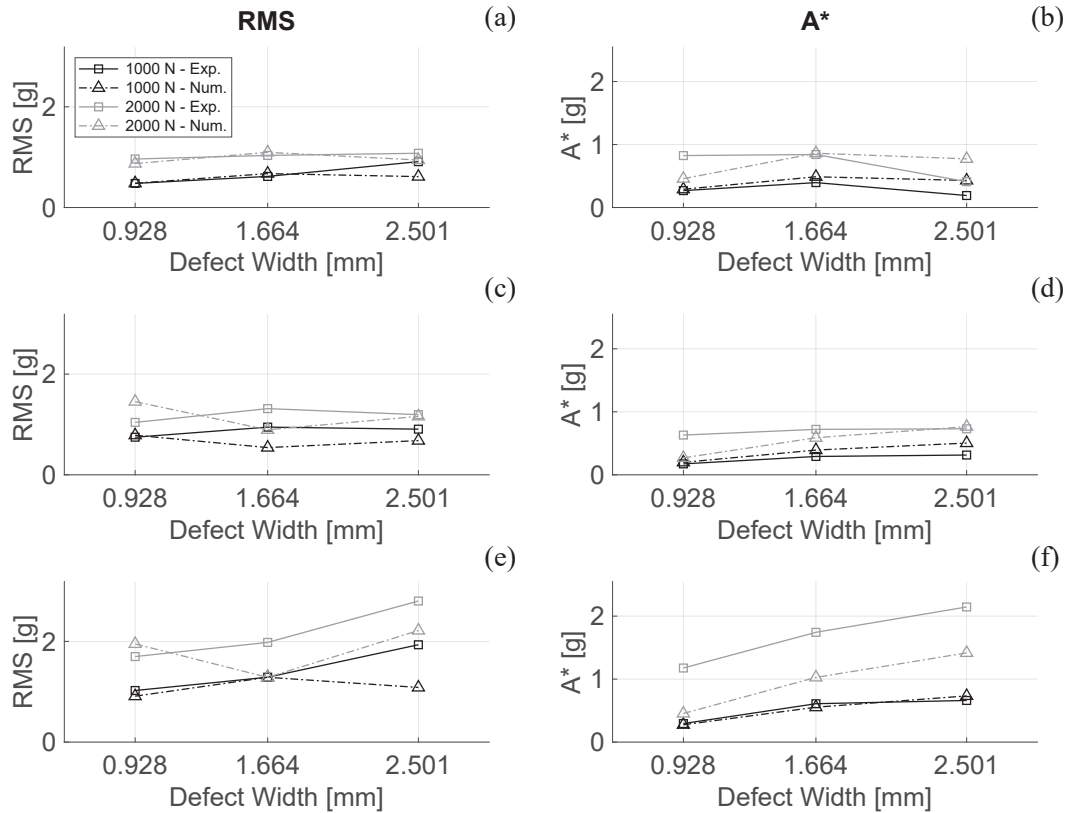 RMS
(a)
A*
(b)
1000 N - Exp.
1000 N - Num.
2000 N - Exp.
2000 N - Num.
RMS [g]
2
0
0.928 1.664 2.501
Defect Width [mm]
A* [g]
2
1
0
0.928 1.664 2.501
Defect Width [mm]
(c)
RMS [g]
2
0
0.928 1.664 2.501
Defect Width [mm]
(d)
A* [g]
2
1
0
0.928 1.664 2.501
Defect Width [mm]
(e)
RMS [g]
2
0
0.928 1.664 2.501
Defect Width [mm]
(f)
A* [g]
2
1
0
0.928 1.664 2.501
Defect Width [mm]